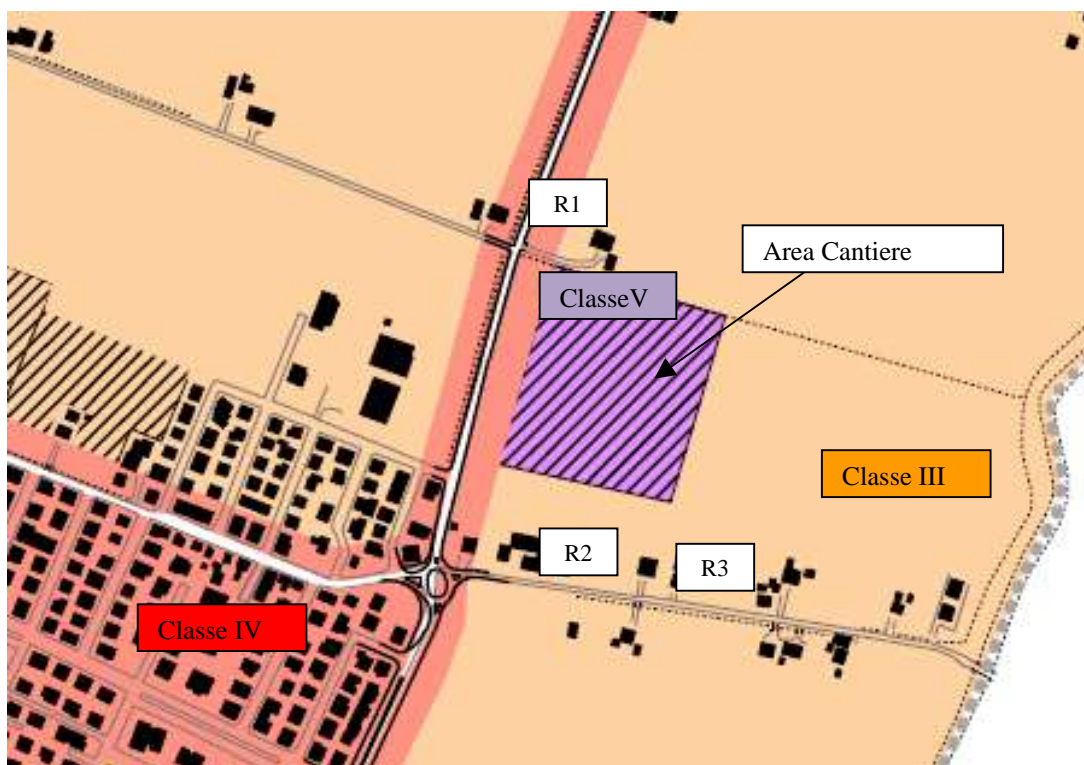 R1
Area Cantiere
ClasseV
Classe III
R2
R3
Classe IV